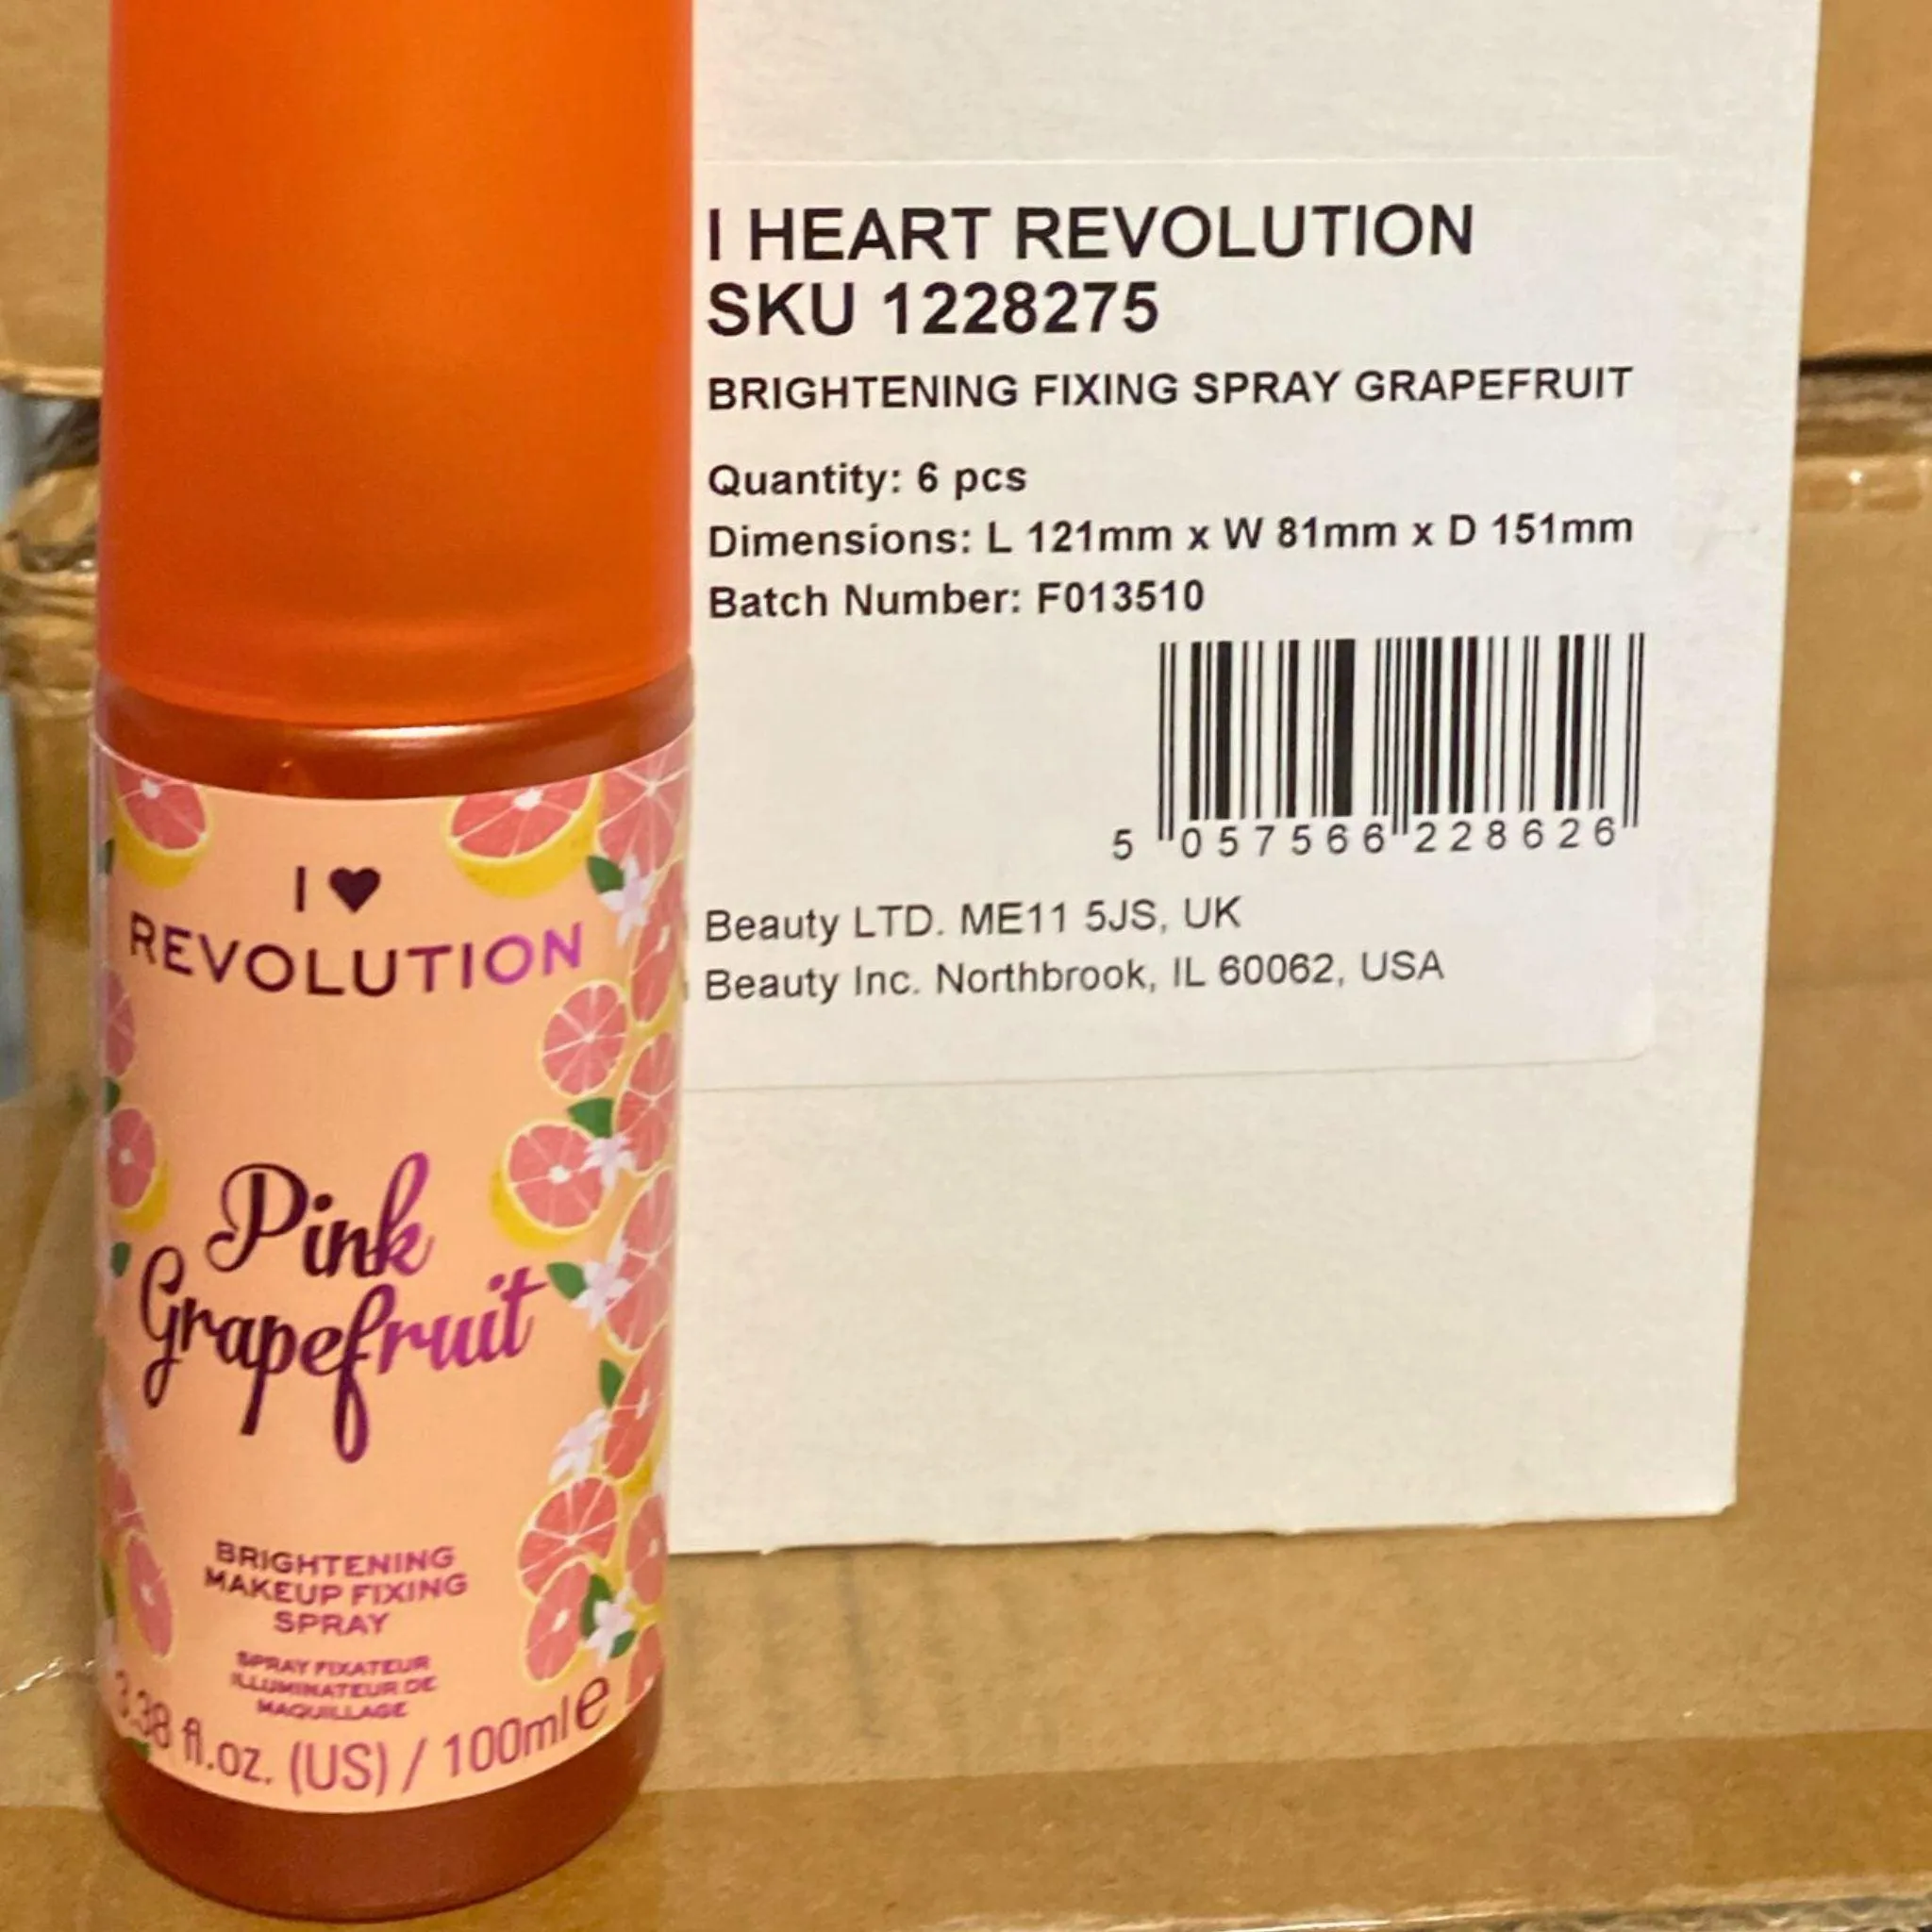 I HEART REVOLUTION
SKU 1228275
BRIGHTENING FIXING SPRAY GRAPEFRUIT
Quantity: 6 pcs
Dimensions: L 121mm x W 81mm x D 151mm
Batch Number: F013510
5 057566 228626
Beauty LTD. ME11 5JS, UK
Beauty Inc. Northbrook, IL 60062, USA
I ♥
REVOLUTION
Pink
Grapefruit
BRIGHTENING
MAKEUP FIXING
SPRAY
SPRAY FIXATEUR
ILLUMINATEUR DE
MAQUILLAGE
3.38 fl.oz. (US) / 100ml e